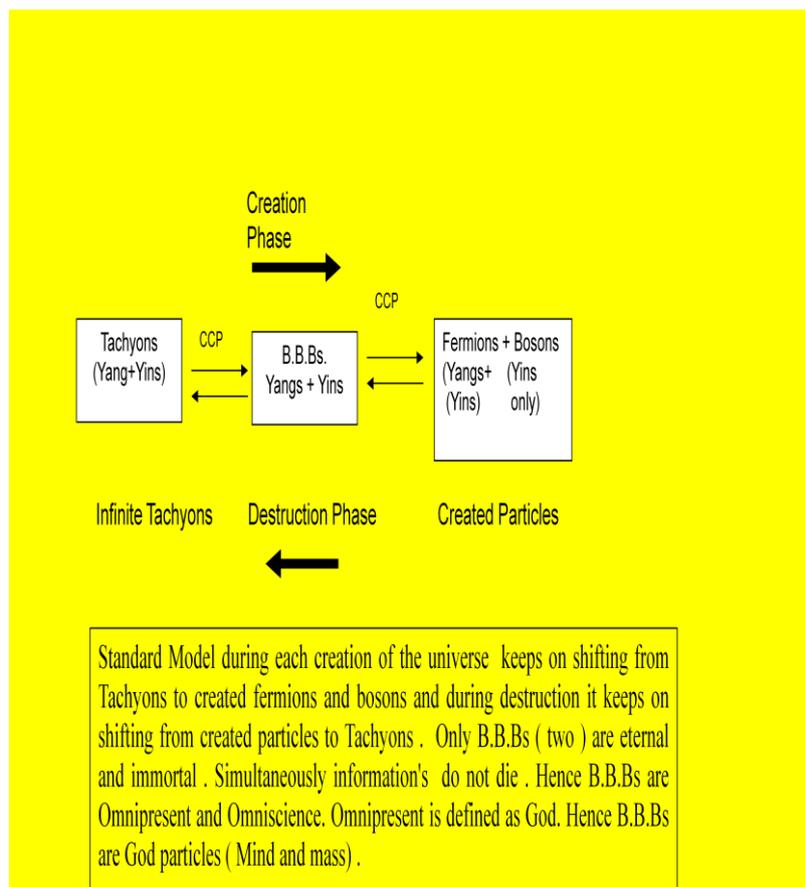 Creation
Phase
CCP
CCP
Tachyons
(Yang+Yins)
B.B.Bs.
Yangs + Yins
Fermions + Bosons
(Yangs+ (Yins
(Yins) only)
Infinite Tachyons
Destruction Phase
Created Particles
Standard Model during each creation of the universe keeps on shifting from
Tachyons to created fermions and bosons and during destruction it keeps on
shifting from created particles to Tachyons . Only B.B.Bs ( two ) are eternal
and immortal . Simultaneously information's do not die . Hence B.B.Bs are
Omnipresent and Omniscience. Omnipresent is defined as God. Hence B.B.Bs
are God particles ( Mind and mass) .